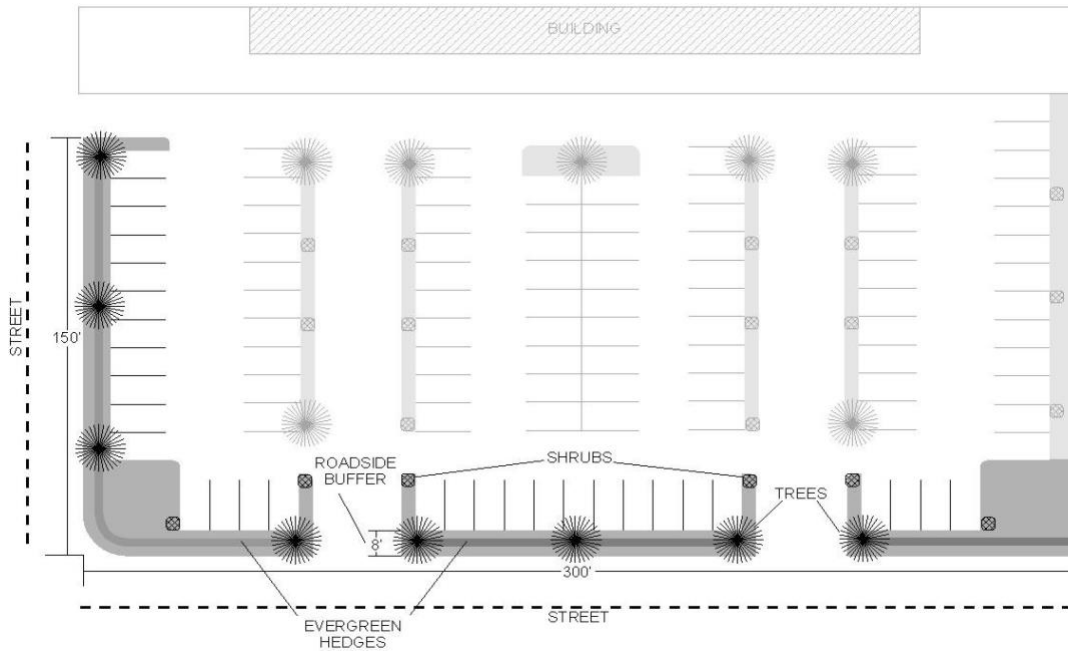 BUILDING
STREET
150'
ROADSIDE
BUFFER
SHRUBS
TREES
8'
300'
STREET
EVERGREEN
HEDGES